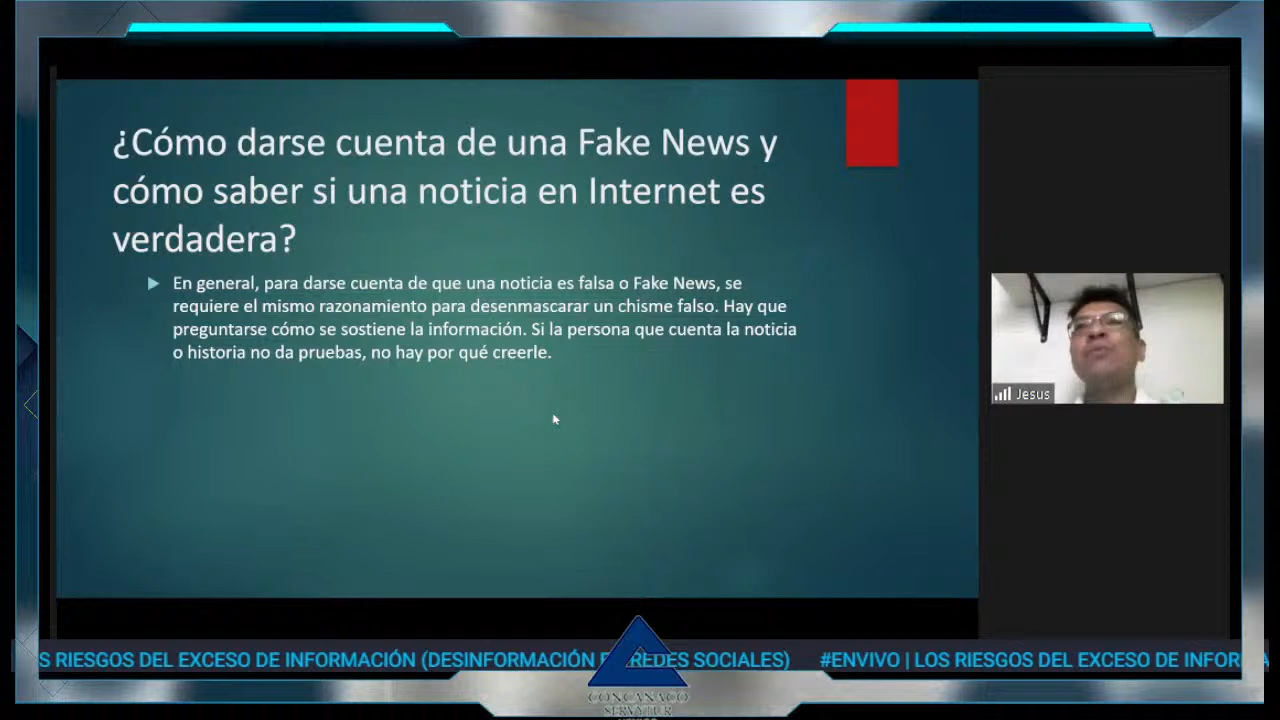 ¿Cómo darse cuenta de una Fake News y
cómo saber si una noticia en Internet es
verdadera?
En general, para darse cuenta de que una noticia es falsa o Fake News, se
requiere el mismo razonamiento para desenmascarar un chisme falso. Hay que
preguntarse cómo se sostiene la información. Si la persona que cuenta la noticia
o historia no da pruebas, no hay por qué creerle.
Jesus
S RIESGOS DEL EXCESO DE INFORMACIÓN (DESINFORMACIÓN REDES SOCIALES) #ENVIVO | LOS RIESGOS DEL EXCESO DE INFOR
CONCANACO
SERVYTUR